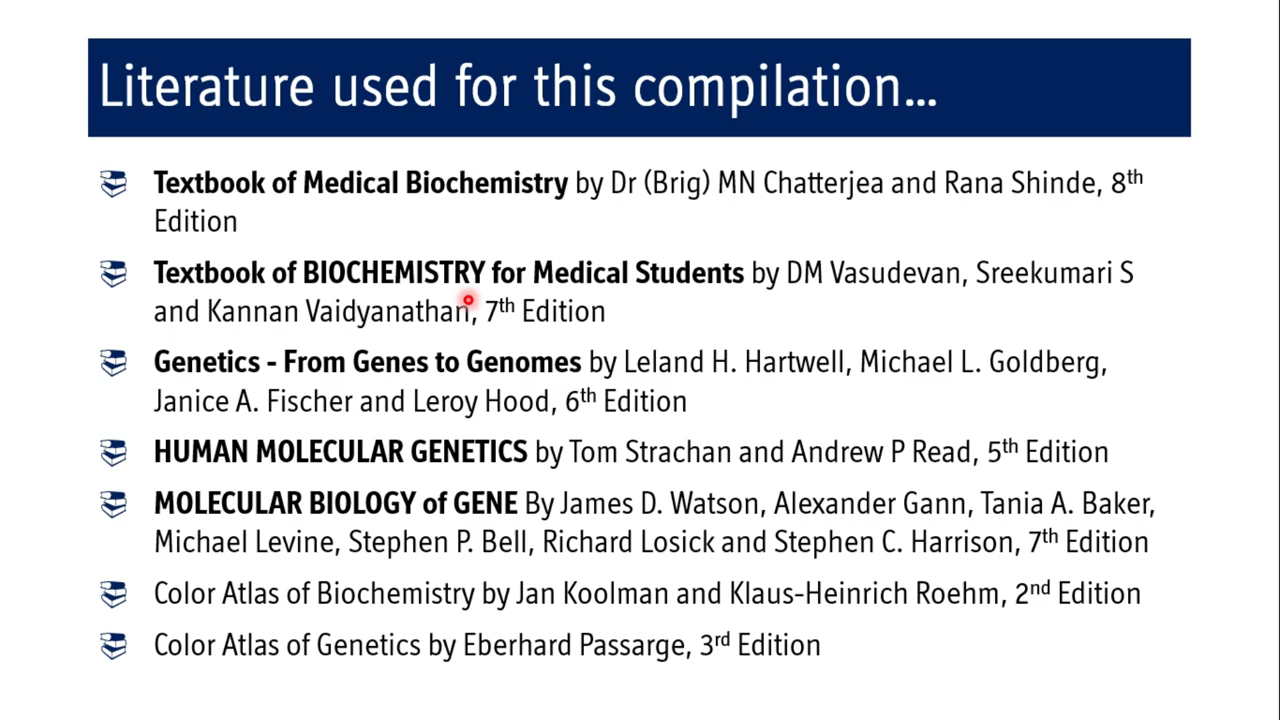 Literature used for this compilation...
Textbook of Medical Biochemistry by Dr (Brig) MN Chatterjea and Rana Shinde, 8th
Edition
Textbook of BIOCHEMISTRY for Medical Students by DM Vasudevan, Sreekumari S
and Kannan Vaidyanathan, 7th Edition
Genetics - From Genes to Genomes by Leland H. Hartwell, Michael L. Goldberg,
Janice A. Fischer and Leroy Hood, 6th Edition
HUMAN MOLECULAR GENETICS by Tom Strachan and Andrew P Read, 5th Edition
MOLECULAR BIOLOGY of GENE By James D. Watson, Alexander Gann, Tania A. Baker,
Michael Levine, Stephen P. Bell, Richard Losick and Stephen C. Harrison, 7th Edition
Color Atlas of Biochemistry by Jan Koolman and Klaus-Heinrich Roehm, 2nd Edition
Color Atlas of Genetics by Eberhard Passarge, 3rd Edition